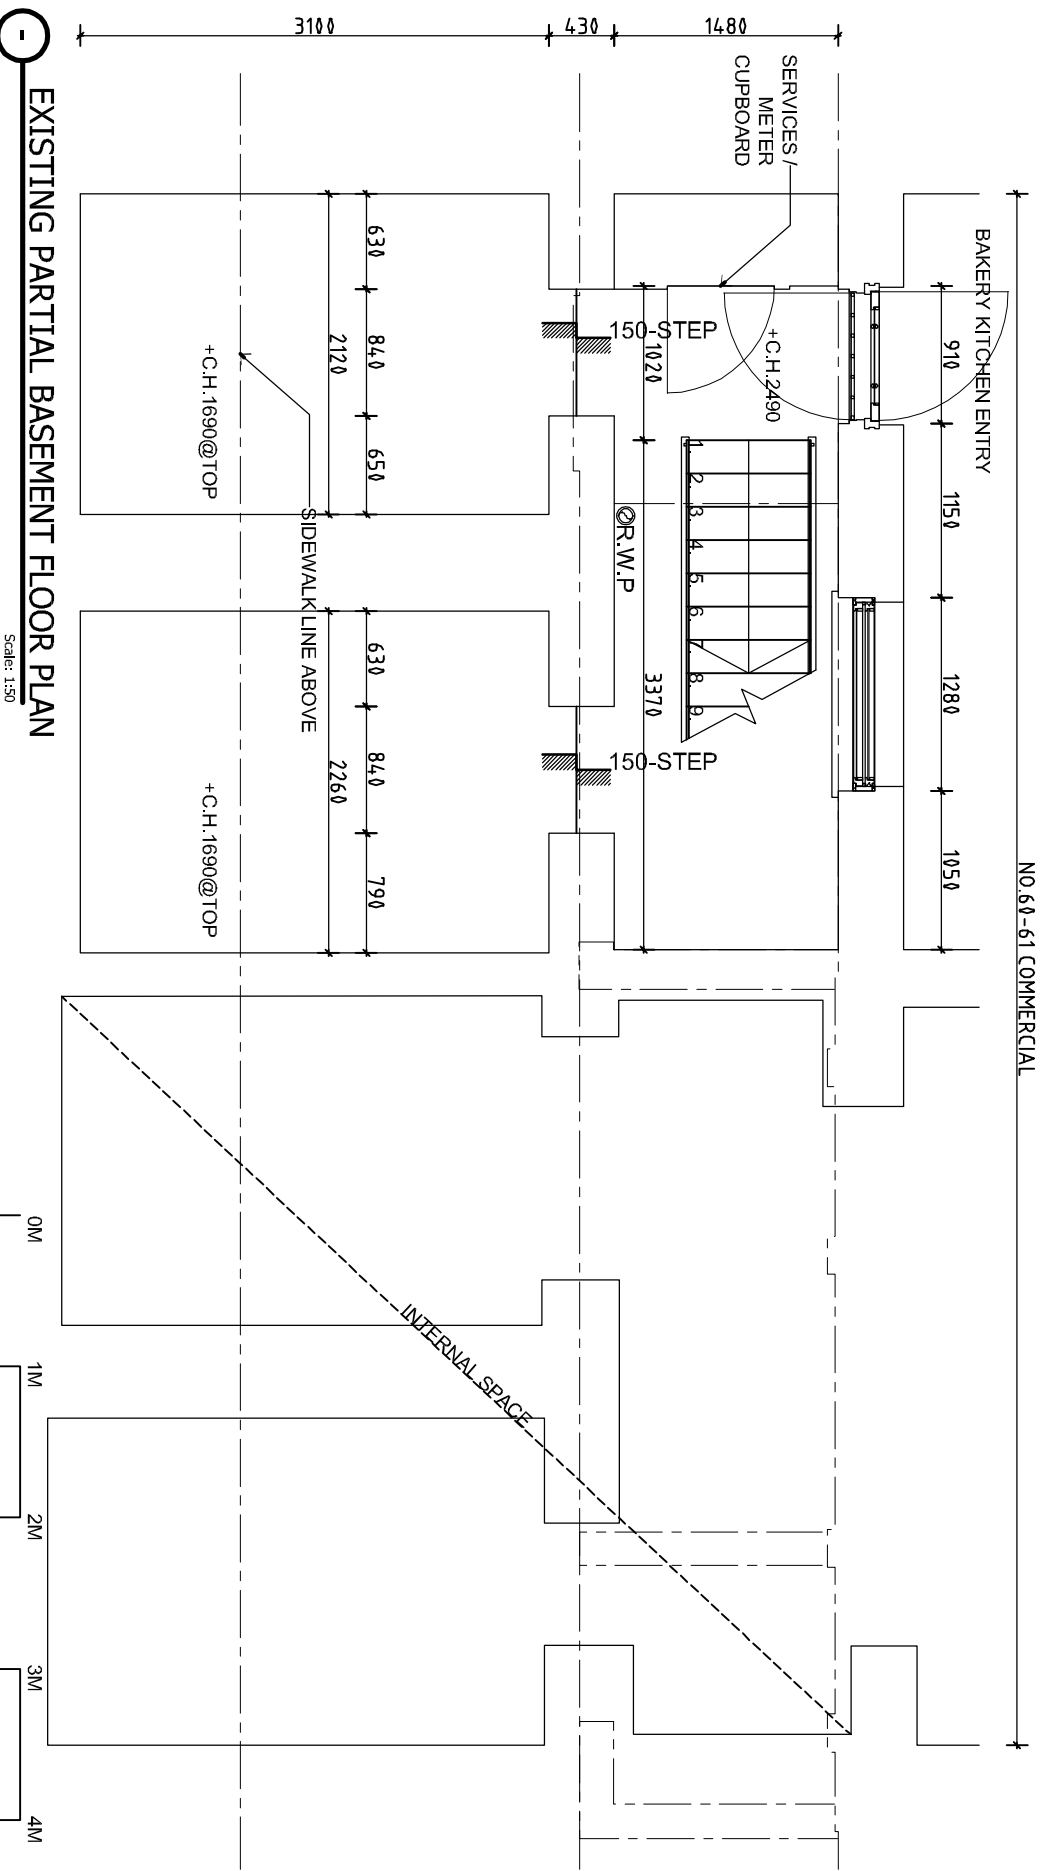 NO.60-61 COMMERCIAL
BAKERY KITCHEN ENTRY
910
1150
1280
1050
SERVICES /
METER
CUPBOARD
+C.H.2490
1480
430
3100
1.
2.
3.
4.
5.
6.
7.
8.
9.
150-STEP
1020
R.W.P
3370
150-STEP
630
840
650
2120
630
840
790
2260
+C.H.1690@TOP
SIDEWALK LINE ABOVE
+C.H.1690@TOP
INTERNAL SPACE
-
EXISTING PARTIAL BASEMENT FLOOR PLAN
Scale: 1:50
0M
1M
2M
3M
4M